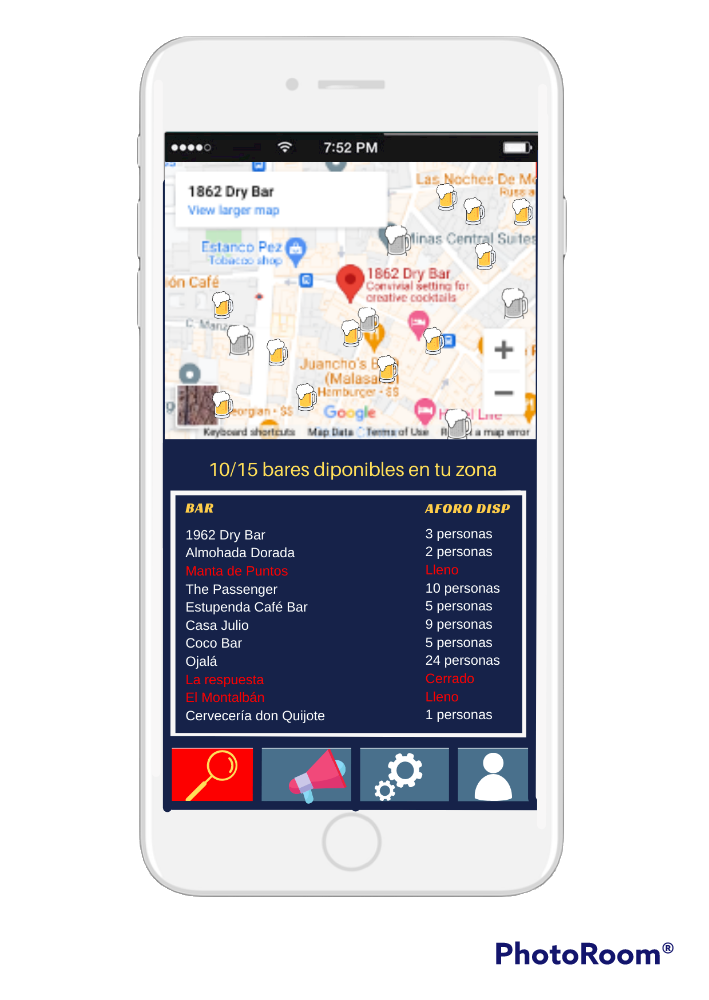 7:52 PM
1862 Dry Bar
View larger map
Las Noches De M
Russia
Minas Central Suites
Estanco Pez
Tobacco shop
ón Café
1862 Dry Bar
Convivial setting for
creative cocktails
C. Manz
+
Juancho's B
(Malasa
Hamburger · $$
−
eorgian · $$
Google
H
l Life
Keyboard shortcuts Map Data Terms of Use R a map error
10/15 bares diponibles en tu zona
BAR AFORO DISP
1962 Dry Bar 3 personas
Almohada Dorada 2 personas
Manta de Puntos Lleno
The Passenger 10 personas
Estupenda Café Bar 5 personas
Casa Julio 9 personas
Coco Bar 5 personas
Ojalá 24 personas
La respuesta Cerrado
El Montalbán Lleno
Cervecería don Quijote 1 personas
PhotoRoom®